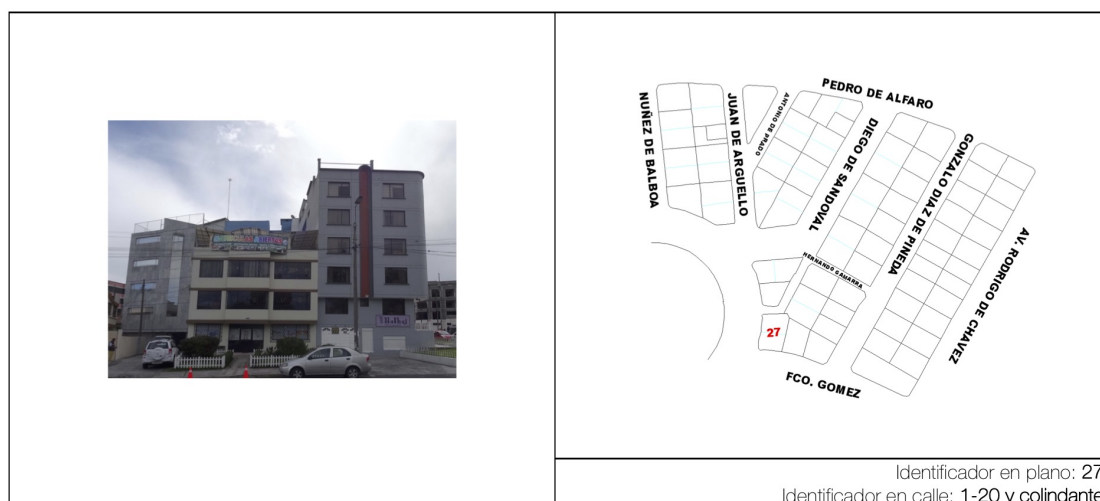 PEDRO DE ALFARO
NUÑEZ DE BALBOA
JUAN DE ARGUELLO
ANTONIO DE PRADO
DIEGO DE SANDOVAL
GONZALO DIAZ DE PINEDA
AV. RODRIGO DE CHAVEZ
HERNANDO GAMARRA
27
FCO. GOMEZ
Identificador en plano: 27
Identificador en calle: 1-20 y colindante